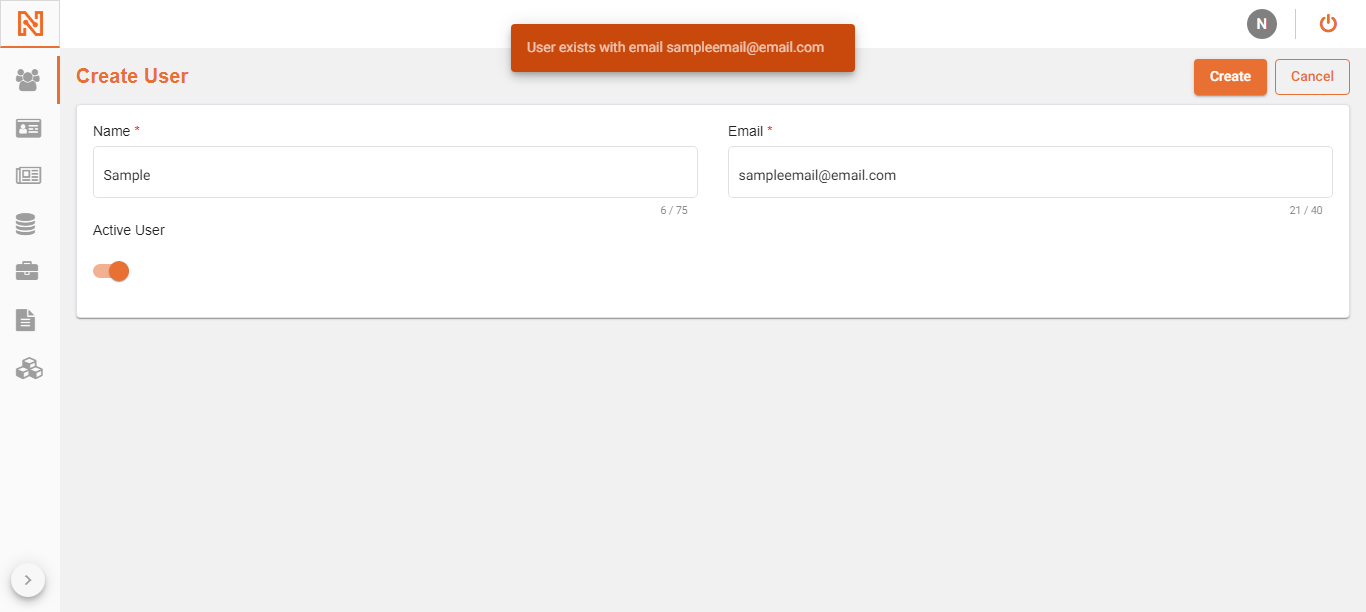 N
User exists with email sampleemail@email.com
Create User
Create
Cancel
Name *
Email *
Sample
sampleemail@email.com
6 / 75
21 / 40
Active User